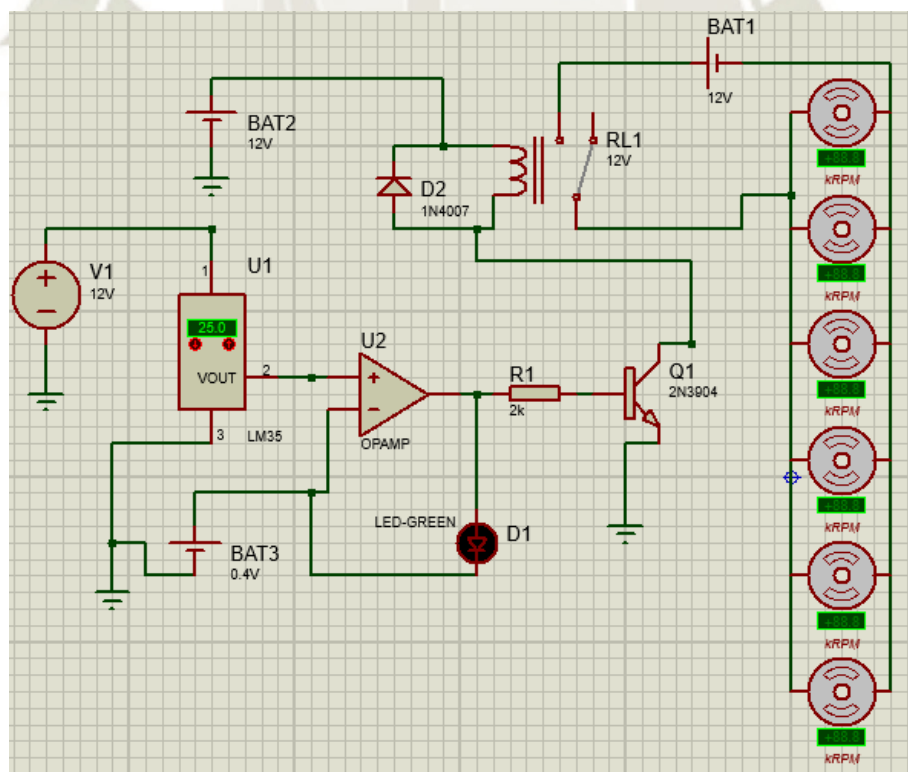 BAT1
12V
BAT2
12V
RL1
12V
D2
1N4007
kRPM
V1
12V
U1
1
25.0
VOUT
2
3
LM35
kRPM
U2
+
−
OPAMP
R1
2k
Q1
2N3904
kRPM
LED-GREEN
D1
BAT3
0.4V
kRPM
kRPM
kRPM